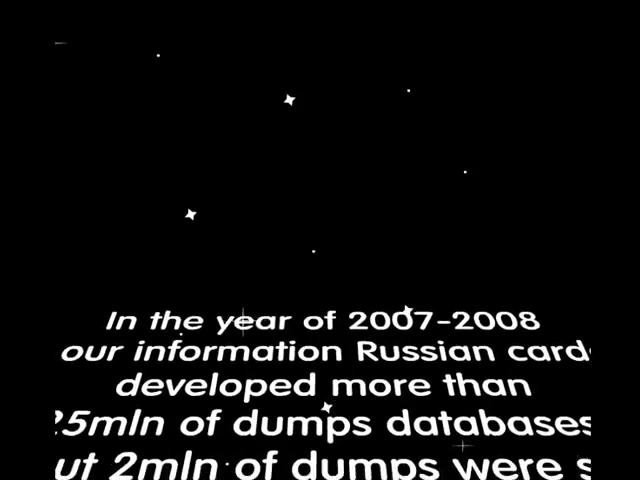 In the year of 2007-2008
our information Russian card
developed more than
25mln of dumps databases
ut 2mln of dumps were s